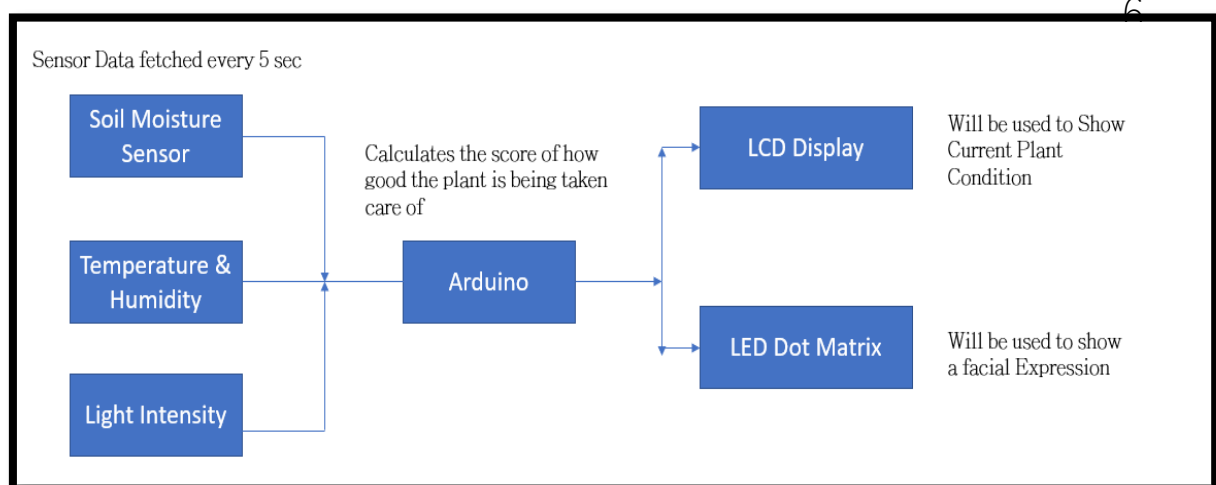 6
Sensor Data fetched every 5 sec
Soil Moisture
Sensor
Temperature &
Humidity
Light Intensity
Calculates the score of how
good the plant is being taken
care of
Arduino
LCD Display
Will be used to Show
Current Plant
Condition
LED Dot Matrix
Will be used to show
a facial Expression